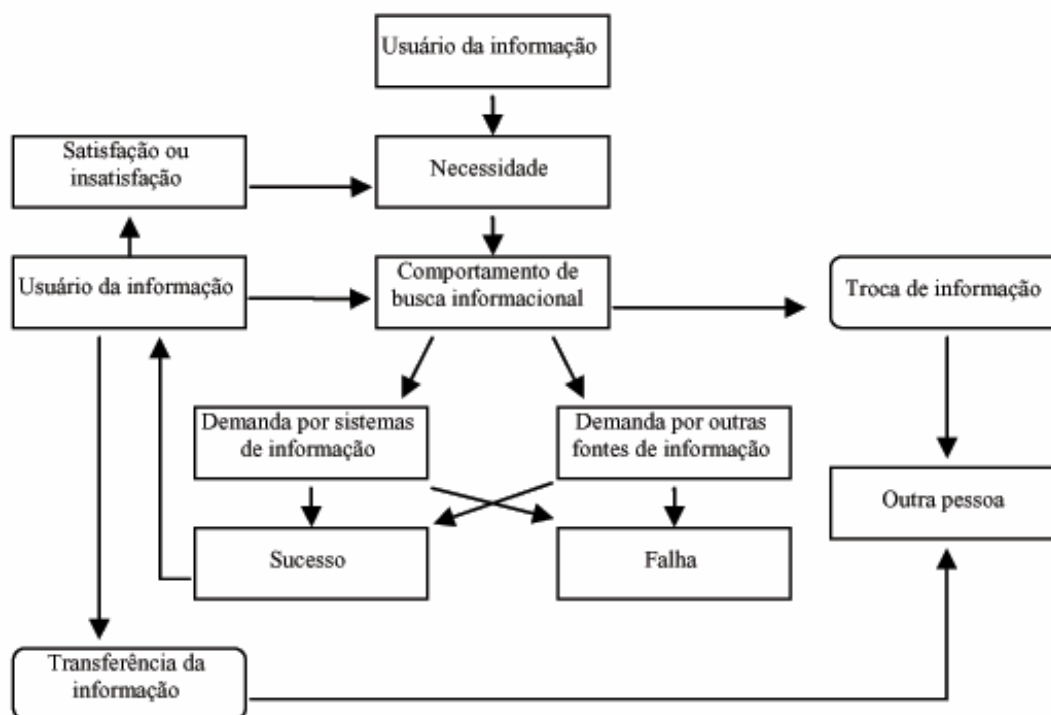 Usuário da informação
Satisfação ou
insatisfação
Necessidade
Usuário da informação
Comportamento de
busca informacional
Troca de informação
Demanda por sistemas
de informação
Demanda por outras
fontes de informação
Outra pessoa
Sucesso
Falha
Transferência da
informação